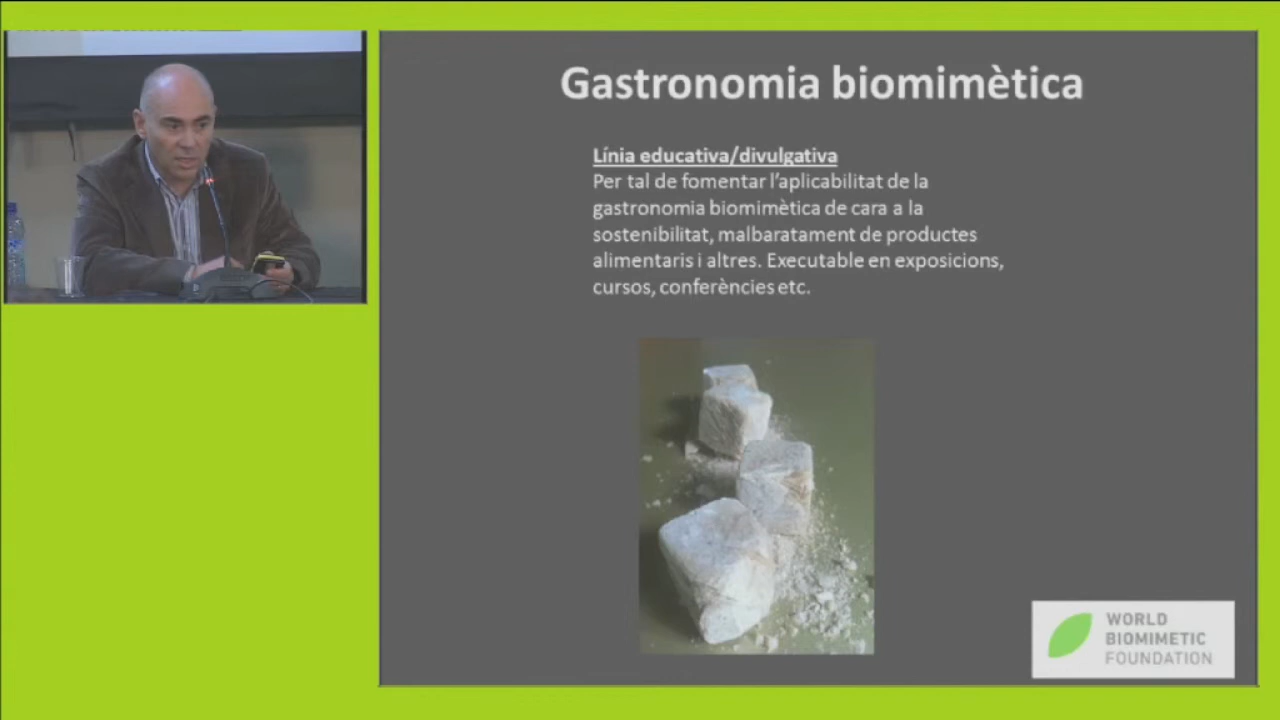 Gastronomia biomimètica
Línia educativa/divulgativa
Per tal de fomentar l'aplicabilitat de la
gastronomia biomimètica de cara a la
sostenibilitat, malbaratament de productes
alimentaris i altres. Executable en exposicions,
cursos, conferències etc.
WORLD
BIOMIMETIC
FOUNDATION